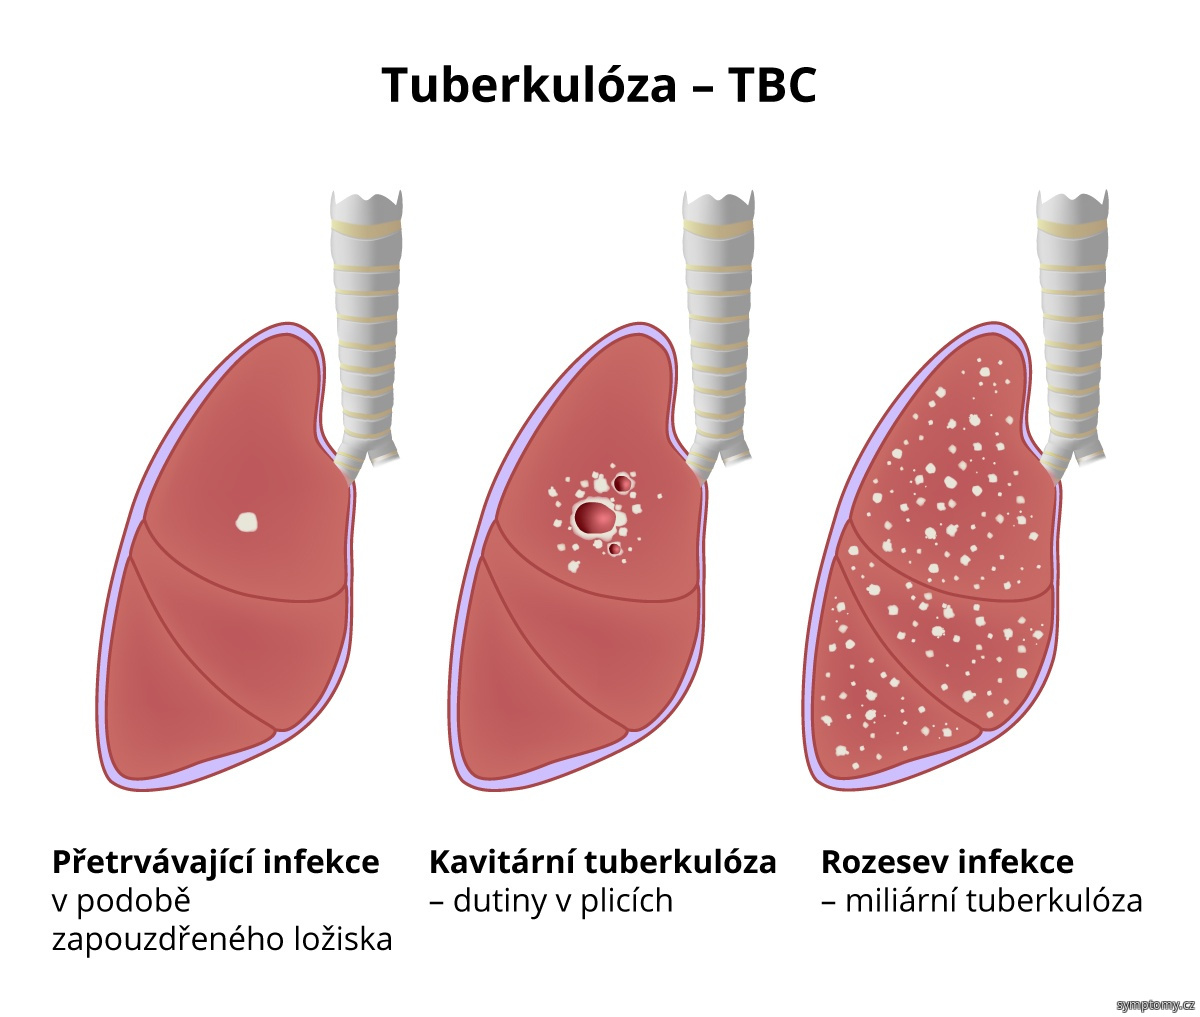 Tuberkulóza – TBC
Přetrvávající infekce
v podobě
zapouzdřeného ložiska
Kavitární tuberkulóza
– dutiny v plicích
Rozesev infekce
– miliární tuberkulóza
symptomy.cz